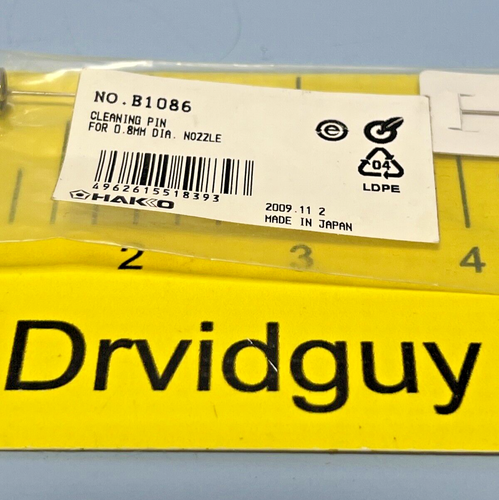 NO.B1086
CLEANING PIN
FOR 0.8MM DIA. NOZZLE
4962615518393
HAKKO
2009.11 2
MADE IN JAPAN
e
04
LDPE
2 3 4
Drvidguy